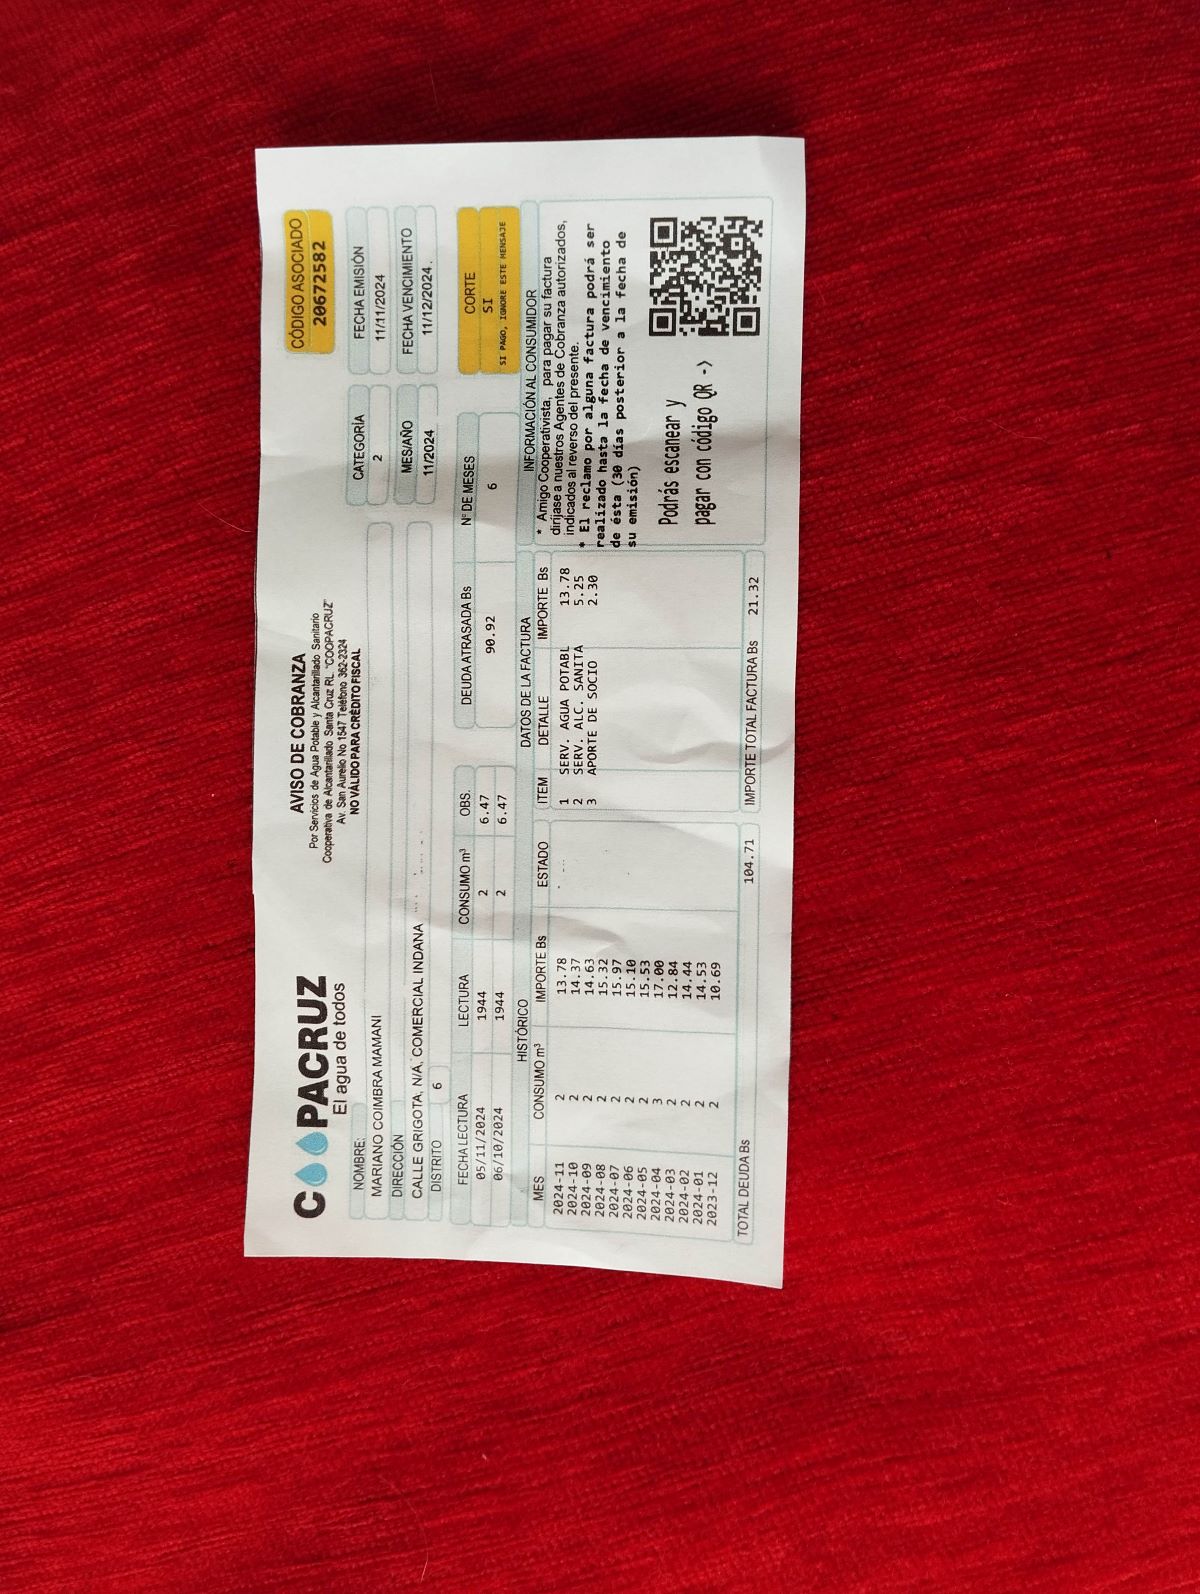 COOPACRUZ
El agua de todos
AVISO DE COBRANZA
Por Servicios de Agua Potable y Alcantarillado Sanitario
Cooperativa de Alcantarillado Santa Cruz RL. "COOPACRUZ"
Av. San Aurelio No 1547 Teléfono 362-2324
NO VÁLIDO PARA CRÉDITO FISCAL
CÓDIGO ASOCIADO
20672582
NOMBRE:
MARIANO COIMBRA MAMANI
DIRECCIÓN
CALLE GRIGOTA, N/A, COMERCIAL INDANA
DISTRITO 6
CATEGORÍA
2
FECHA EMISIÓN
11/11/2024
MES/AÑO
11/2024
FECHA VENCIMIENTO
11/12/2024
FECHA LECTURA LECTURA CONSUMO m³ OBS.
05/11/2024 1944 2 6.47
06/10/2024 1944 2 6.47
DEUDA ATRASADA Bs Nº DE MESES
90.92 6
CORTE
SI
SI PAGO, IGNORE ESTE MENSAJE
HISTÓRICO
MES CONSUMO m³ IMPORTE Bs ESTADO
2024-11 2 13.78
2024-10 2 14.37
2024-09 2 14.63
2024-08 2 15.32
2024-07 2 15.97
2024-06 2 15.10
2024-05 2 15.53
2024-04 3 17.00
2024-03 2 12.84
2024-02 2 14.44
2024-01 2 14.53
2023-12 2 10.69
TOTAL DEUDA Bs 104.71
DATOS DE LA FACTURA
ITEM DETALLE IMPORTE Bs
1 SERV. AGUA POTABL 13.78
2 SERV. ALC. SANITA 5.25
3 APORTE DE SOCIO 2.30
IMPORTE TOTAL FACTURA Bs 21.32
INFORMACIÓN AL CONSUMIDOR
* Amigo Cooperativista, para pagar su factura
diríjase a nuestros Agentes de Cobranza autorizados,
indicados al reverso del presente.
* El reclamo por alguna factura podrá ser
realizado hasta la fecha de vencimiento
de ésta (30 días posterior a la fecha de
su emisión)
Podrás escanear y
pagar con código QR ->